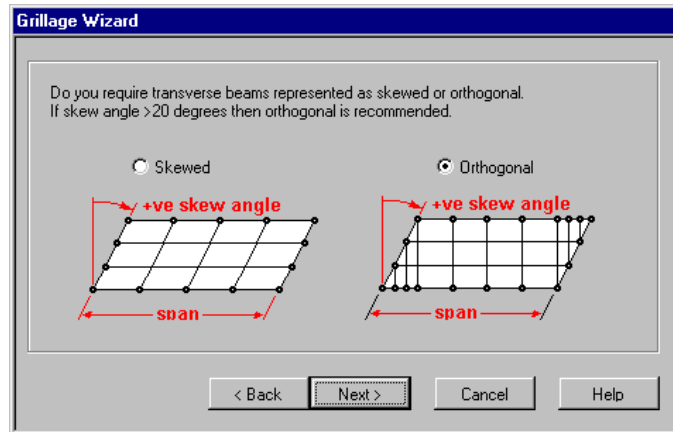 Grillage Wizard
Do you require transverse beams represented as skewed or orthogonal.
If skew angle >20 degrees then orthogonal is recommended.
Skewed
Orthogonal
+ve skew angle
+ve skew angle
span
span
< Back
Next >
Cancel
Help